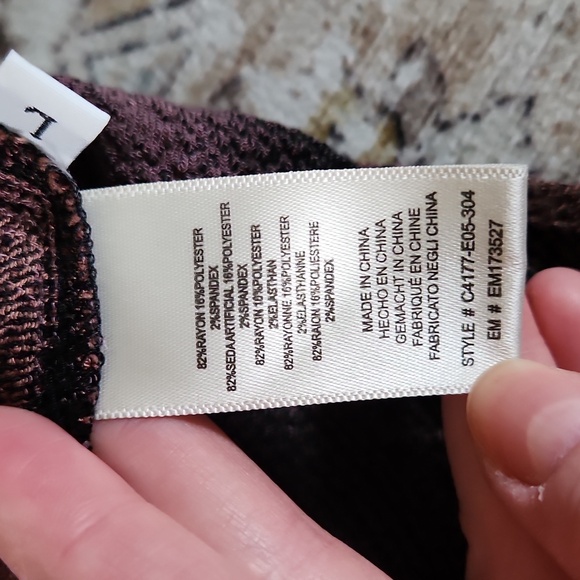 L
82%RAYON 16%POLYESTER
2%SPANDEX
82%SEDAARTIFICIAL 16%POLYESTER
2%SPANDEX
82%RAYON 16%POLYESTER
2%ELASTHAN
82%RAYONNE 16%POLYESTER
2%ELASTHANNE
82%RAION 16%POLIESTERE
2%SPANDEX
MADE IN CHINA
HECHO EN CHINA
GEMACHT IN CHINA
FABRIQUE EN CHINE
FABRICATO NEGLI CHINA
STYLE # C4177-E05-304
EM # EM173527